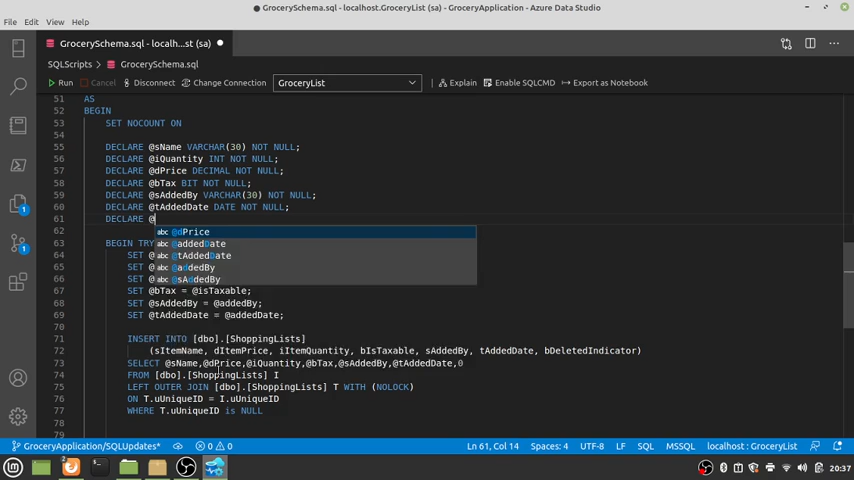 GrocerySchema.sql - localhost.GroceryList (sa) - GroceryApplication - Azure Data Studio
File Edit View Help
GrocerySchema.sql - localh...st (sa)
SQLScripts > GrocerySchema.sql
Run Cancel Disconnect Change Connection GroceryList Explain Enable SQLCMD Export as Notebook
51 AS
52 BEGIN
53 SET NOCOUNT ON
54
55 DECLARE @sName VARCHAR(30) NOT NULL;
56 DECLARE @iQuantity INT NOT NULL;
57 DECLARE @dPrice DECIMAL NOT NULL;
58 DECLARE @bTax BIT NOT NULL;
59 DECLARE @sAddedBy VARCHAR(30) NOT NULL;
60 DECLARE @tAddedDate DATE NOT NULL;
61 DECLARE @
62 abc @dPrice
abc @addedDate
63 BEGIN TRY
64 SET @ abc @tAddedDate
65 SET @ abc @addedBy
66 SET @ abc @sAddedBy
67 SET @bTax = @isTaxable;
68 SET @sAddedBy = @addedBy;
69 SET @tAddedDate = @addedDate;
70
71 INSERT INTO [dbo].[ShoppingLists]
72 (sItemName, dItemPrice, iItemQuantity, bIsTaxable, sAddedBy, tAddedDate, bDeletedIndicator)
73 SELECT @sName,@dPrice,@iQuantity,@bTax,@sAddedBy,@tAddedDate,0
74 FROM [dbo].[ShoppingLists] I
75 LEFT OUTER JOIN [dbo].[ShoppingLists] T WITH (NOLOCK)
76 ON T.uUniqueID = I.uUniqueID
77 WHERE T.uUniqueID is NULL
78
79
GroceryApplication/SQLUpdates* 0 0 Ln 61, Col 14 Spaces: 4 UTF-8 LF SQL MSSQL localhost : GroceryList
2 20:37